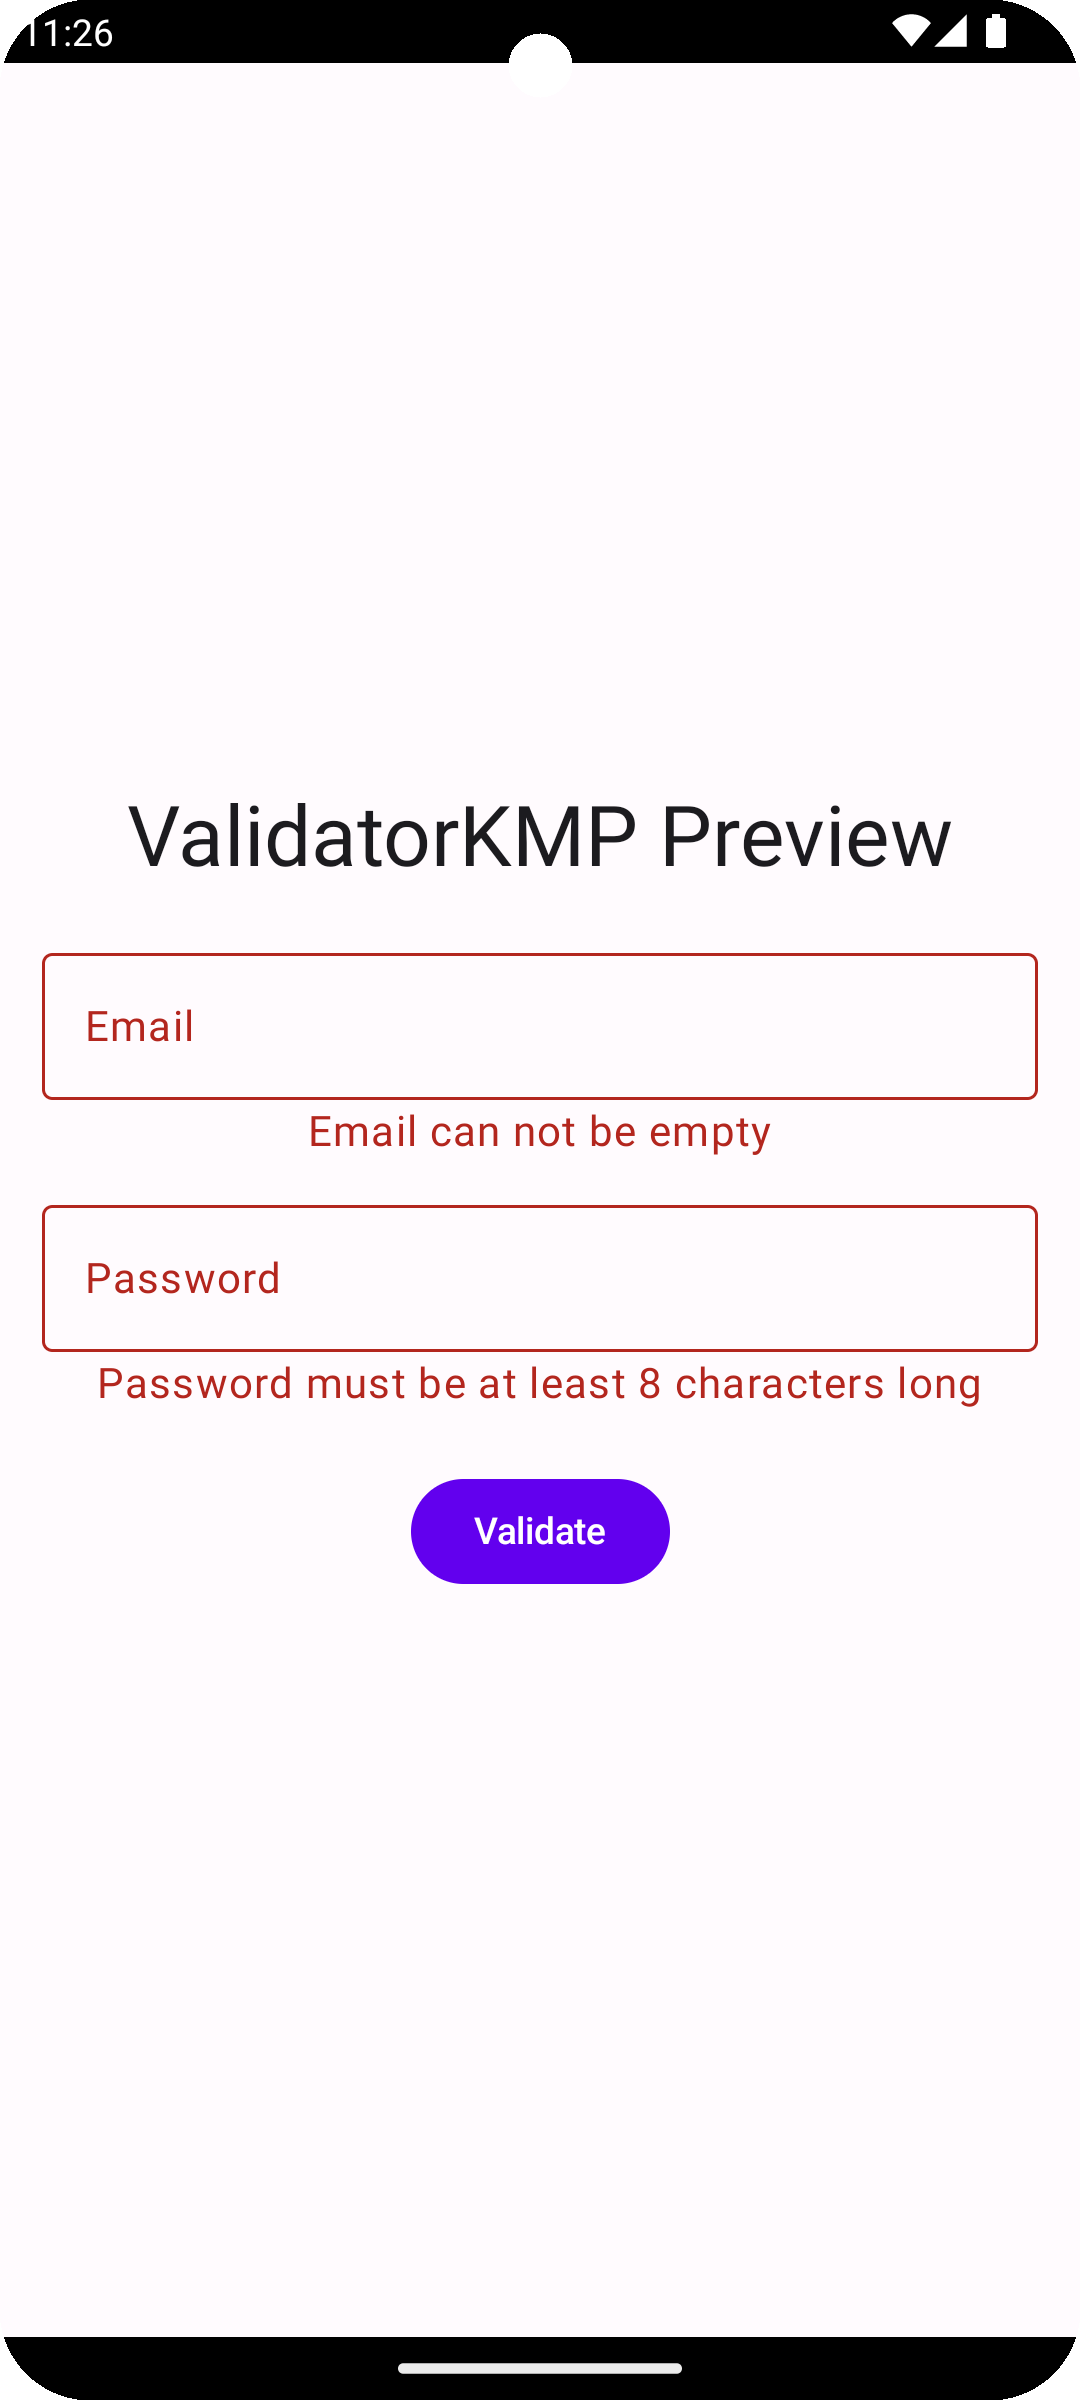 11:26
ValidatorKMP Preview
Email
Email can not be empty
Password
Password must be at least 8 characters long
Validate